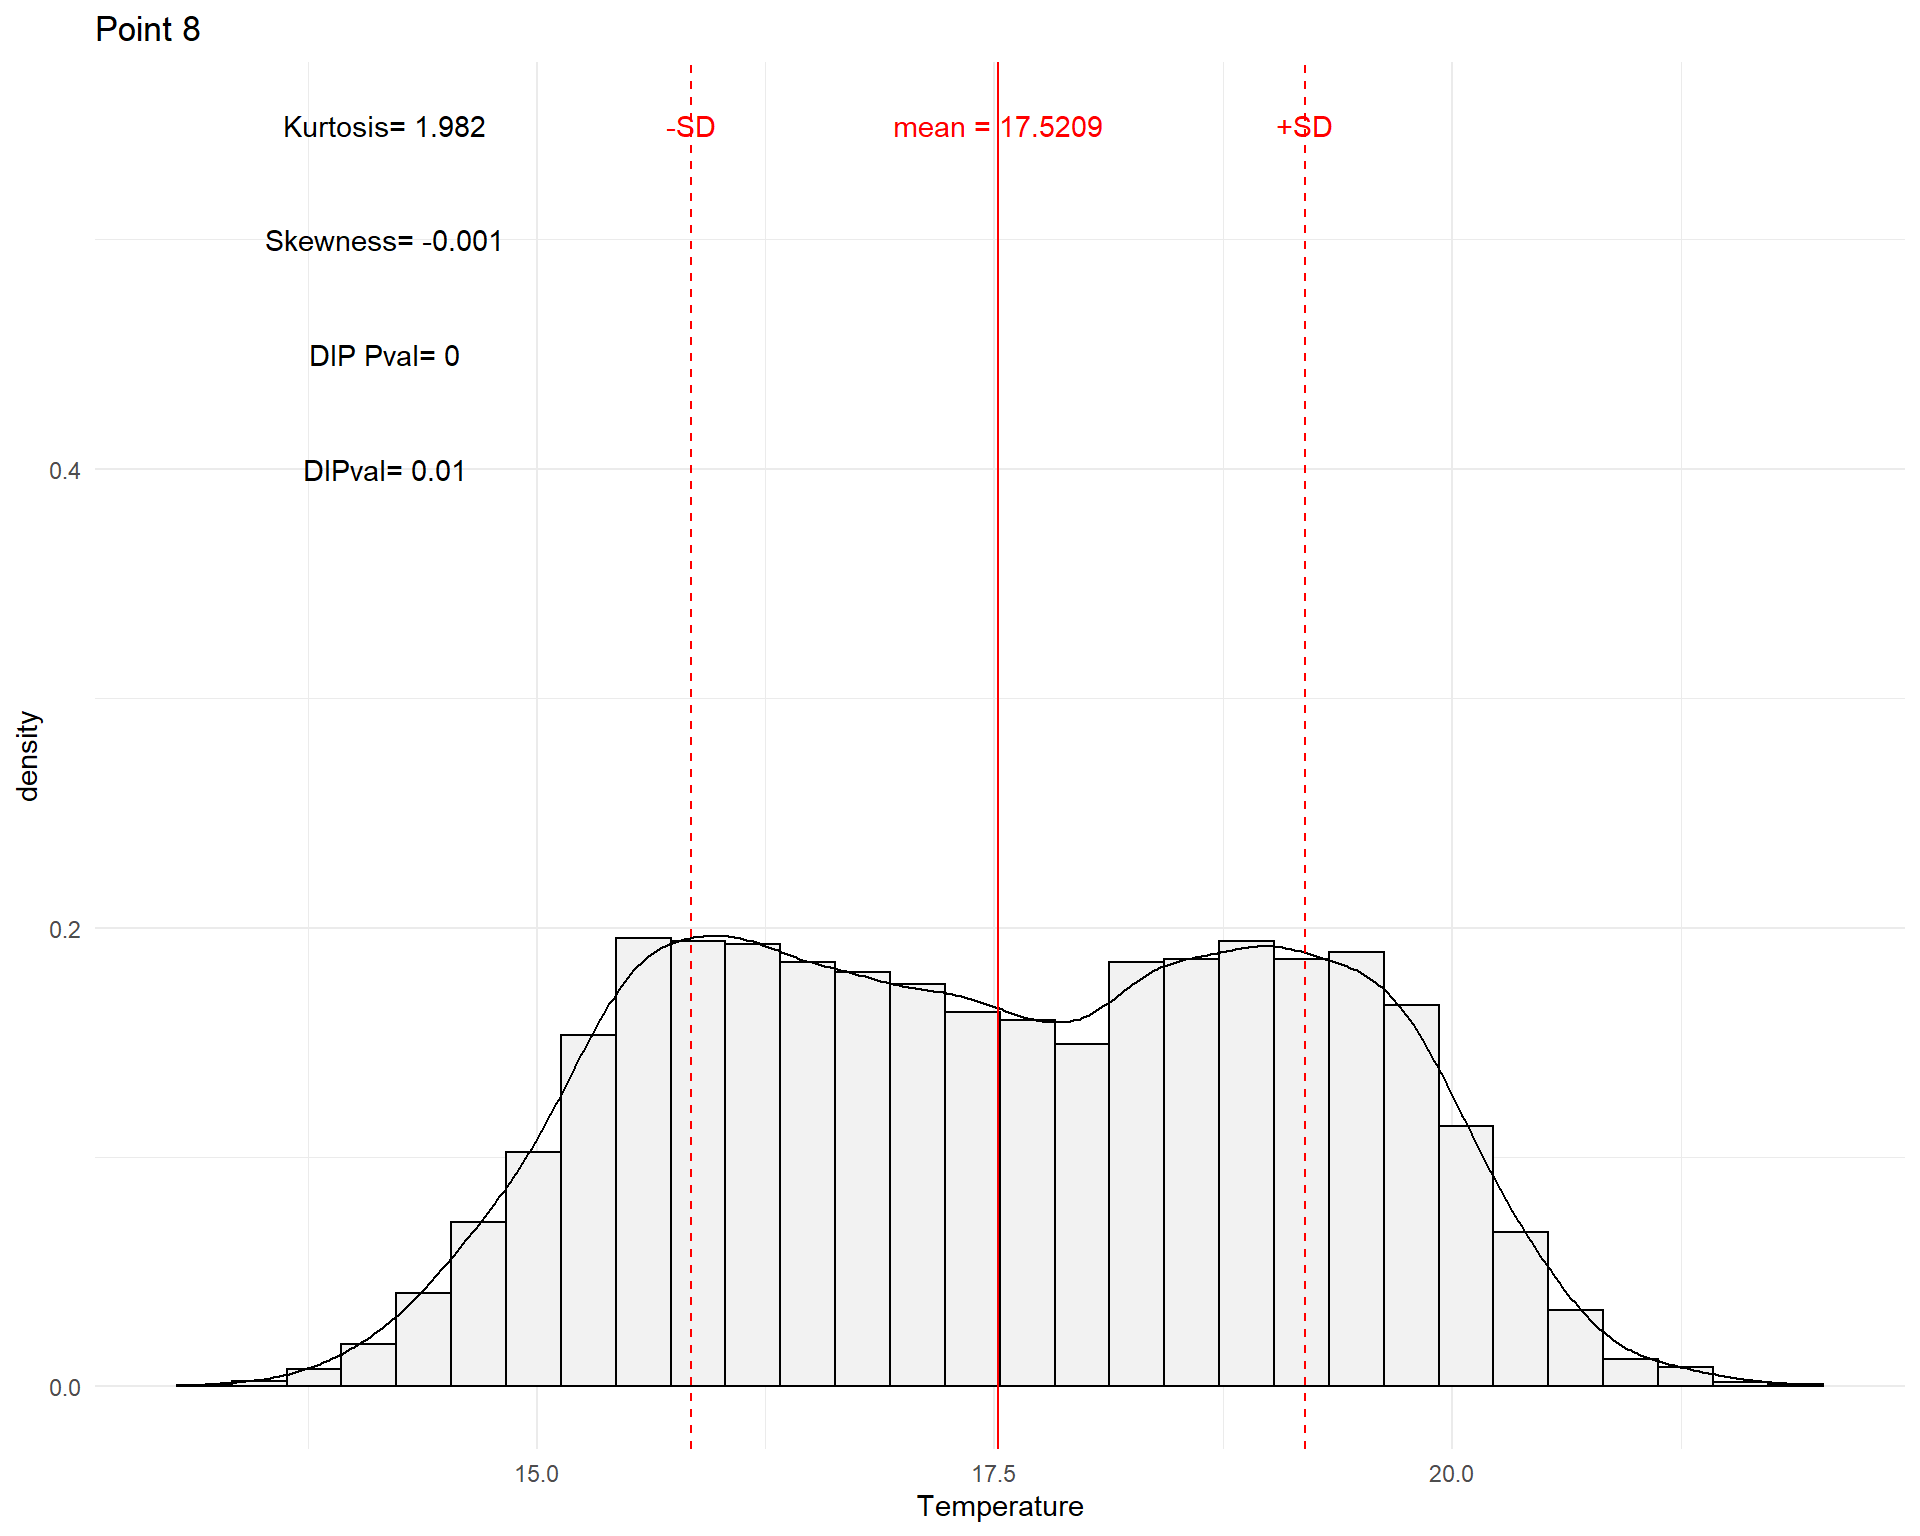 Point 8
Kurtosis= 1.982
-SD
mean = 17.5209
+SD
Skewness= -0.001
DIP Pval= 0
DIPval= 0.01
0.4
0.2
0.0
density
15.0
17.5
20.0
Temperature